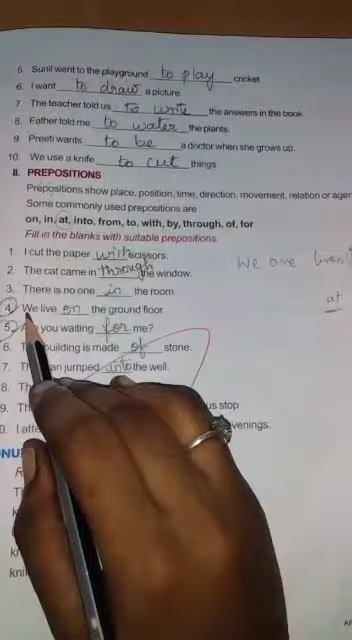 5. Sunil went to the playground to play cricket
6. I want to draw a picture.
7. The teacher told us to write the answers in the book.
8. Father told me to water the plants.
9. Preeti wants to be a doctor when she grows up.
10. We use a knife to cut things
II. PREPOSITIONS
Prepositions show place, position, time, direction, movement, relation or agen
Some commonly used prepositions are
on, in, at, into, from, to, with, by, through, of, for
Fill in the blanks with suitable prepositions.
1. I cut the paper with scissors.
2. The cat came in through the window.
3. There is no one in the room.
4. We live on the ground floor
5. you waiting for me?
6. building is made of stone.
7. an jumped into the well.
8. Th
9. Th us stop
0. I atte venings.
We are
at